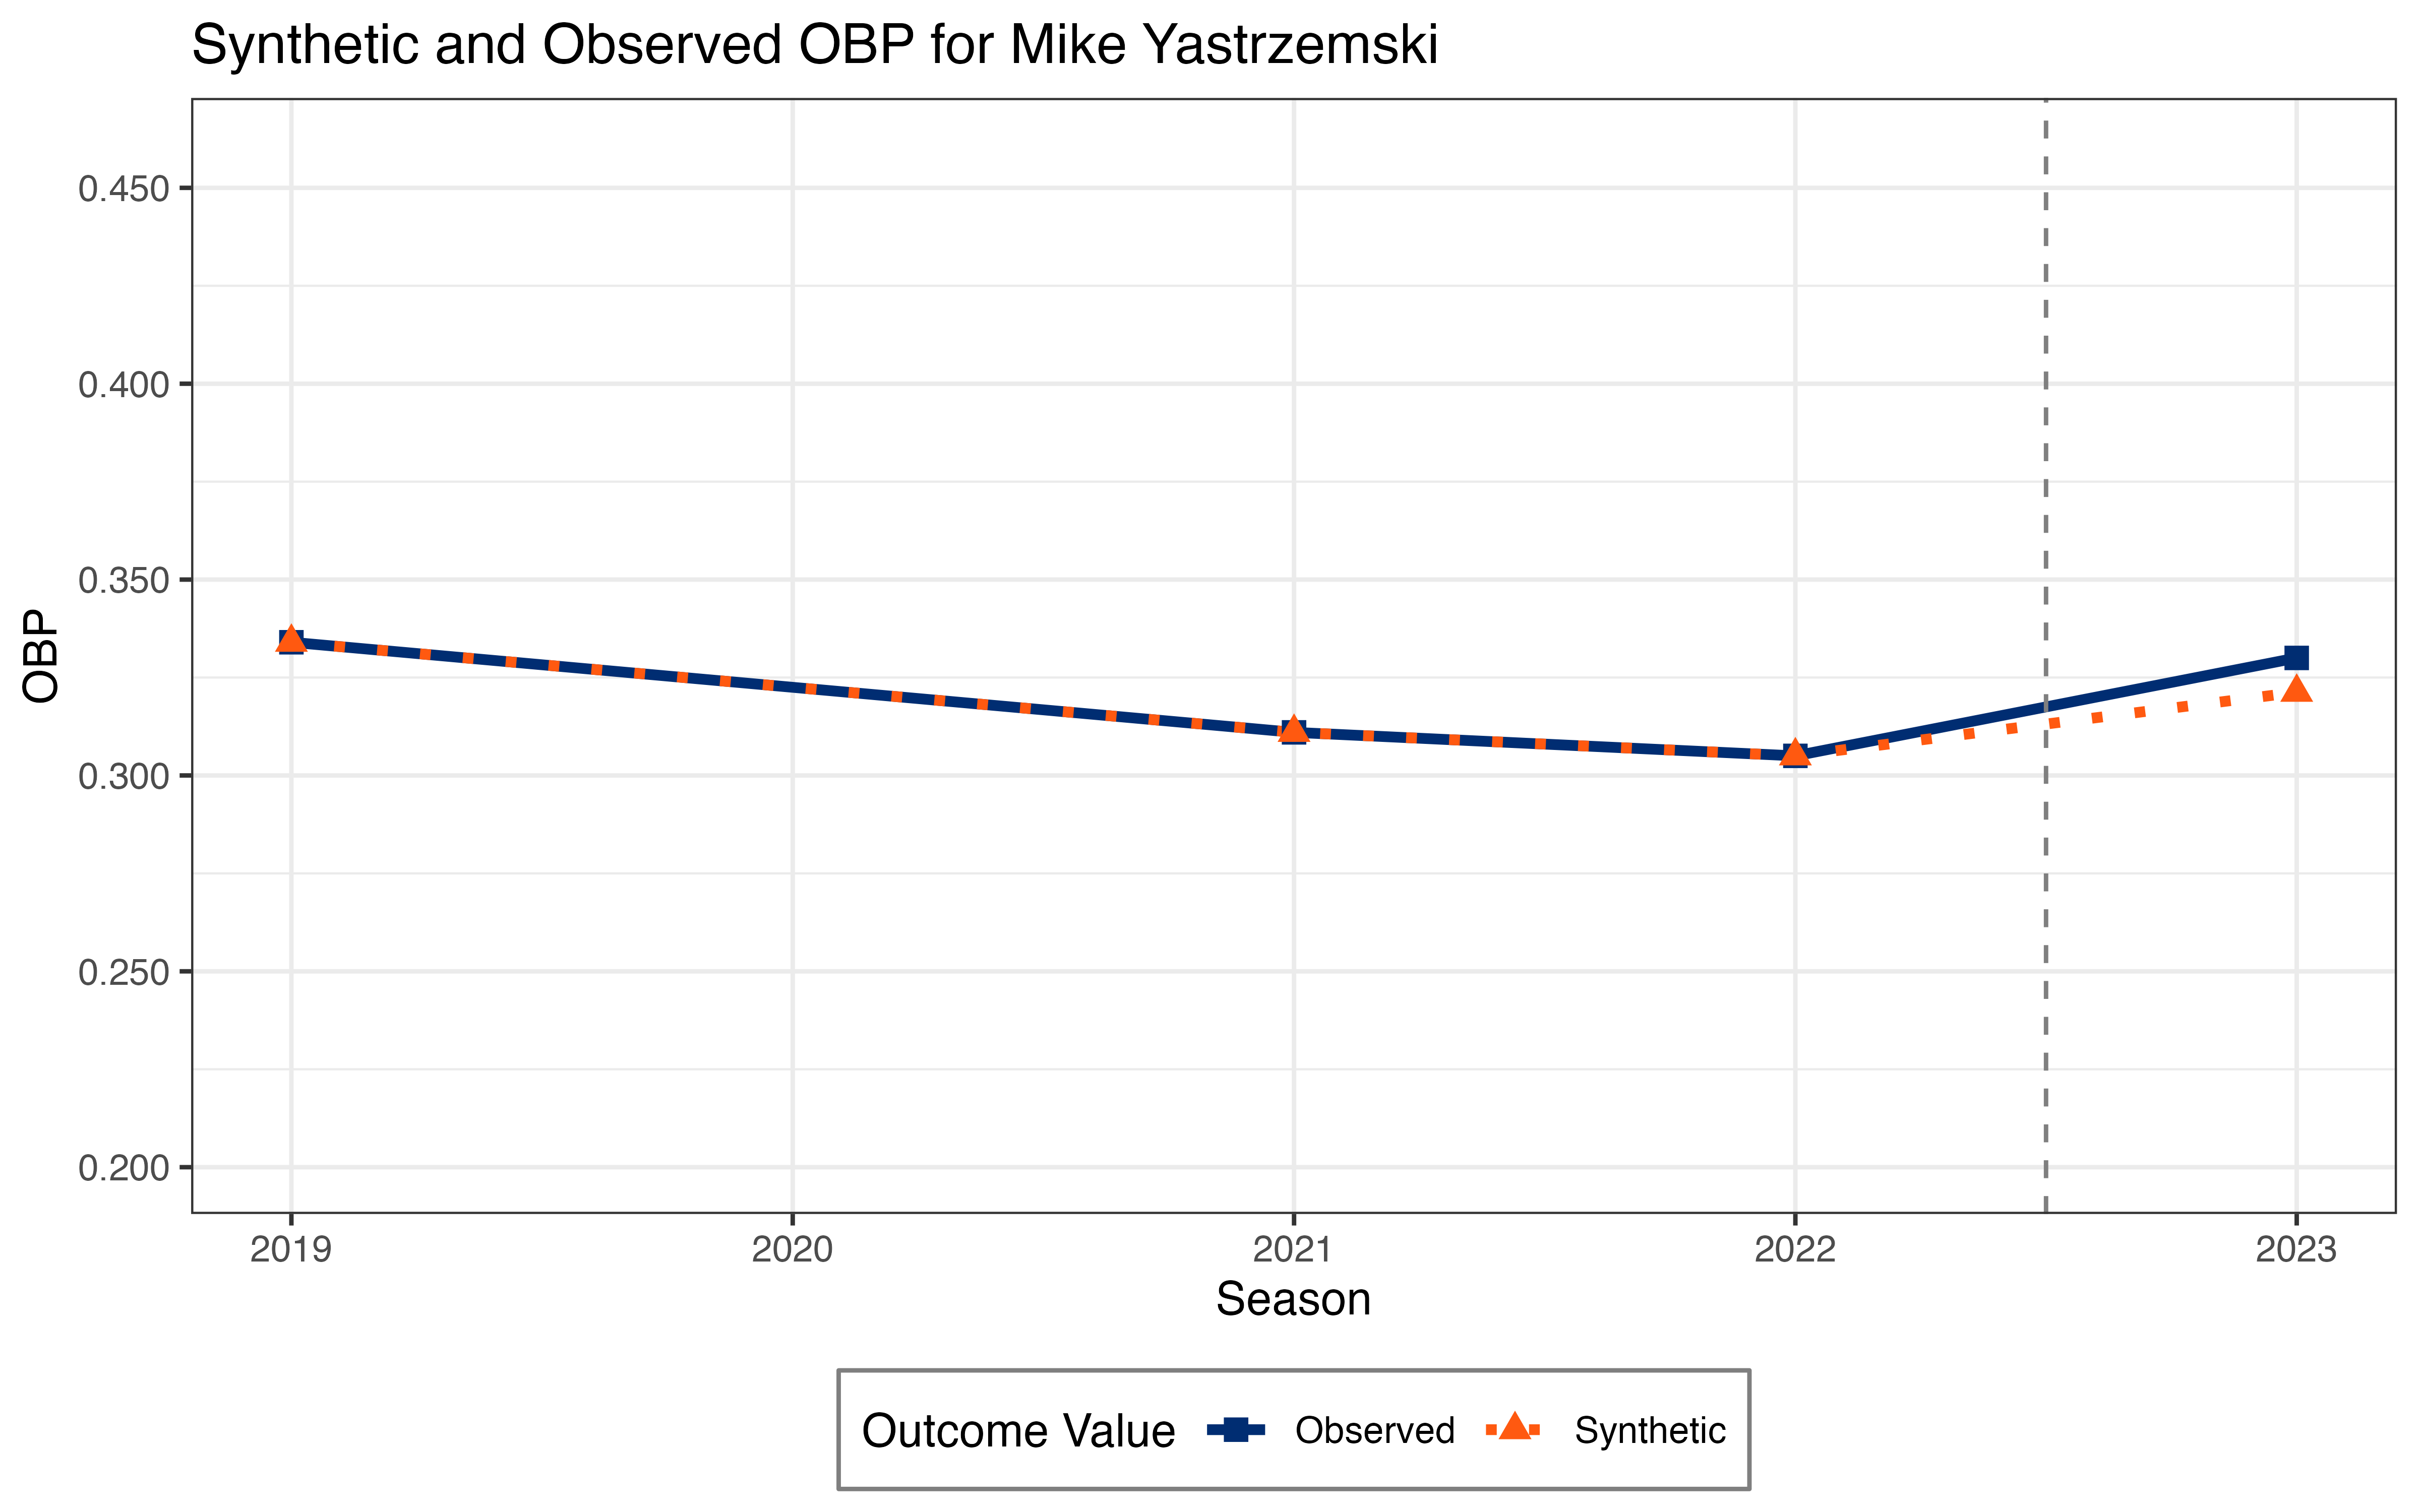 Synthetic and Observed OBP for Mike Yastrzemski
OBP
0.450
0.400
0.350
0.300
0.250
0.200
2019 2020 2021 2022 2023
Season
Outcome Value Observed Synthetic